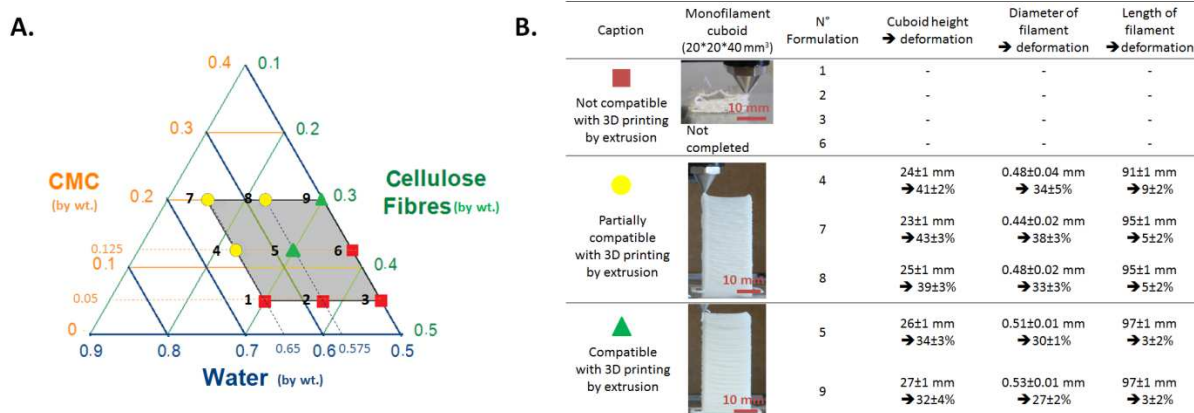 A.
0.4
0.1
0.3
0.2
CMC
(by wt.)
Cellulose
Fibres (by wt.)
0.2
7
8
9
0.3
0.125
4
5
6
0.1
0.4
0.05
1
2
3
0
0.5
0.9
0.8
0.7
0.65
0.6
0.575
0.5
Water (by wt.)
B.
Caption
Monofilament
cuboid
(20*20*40 mm³)
N°
Formulation
Cuboid height
➔ deformation
Diameter of
filament
➔ deformation
Length of
filament
➔ deformation
Not compatible
with 3D printing
by extrusion
10 mm
Not
completed
1 - - -
2 - - -
3 - - -
6 - - -
Partially
compatible
with 3D printing
by extrusion
10 mm
4
24±1 mm
➔41±2%
0.48±0.04 mm
➔ 34±5%
91±1 mm
➔9±2%
7
23±1 mm
➔43±3%
0.44±0.02 mm
➔38±3%
95±1 mm
➔5±2%
8
25±1 mm
➔ 39±3%
0.48±0.02 mm
➔33±3%
95±1 mm
➔5±2%
Compatible
with 3D printing
by extrusion
10 mm
5
26±1 mm
➔34±3%
0.51±0.01 mm
➔ 30±1%
97±1 mm
➔3±2%
9
27±1 mm
➔32±4%
0.53±0.01 mm
➔27±2%
97±1 mm
➔3±2%